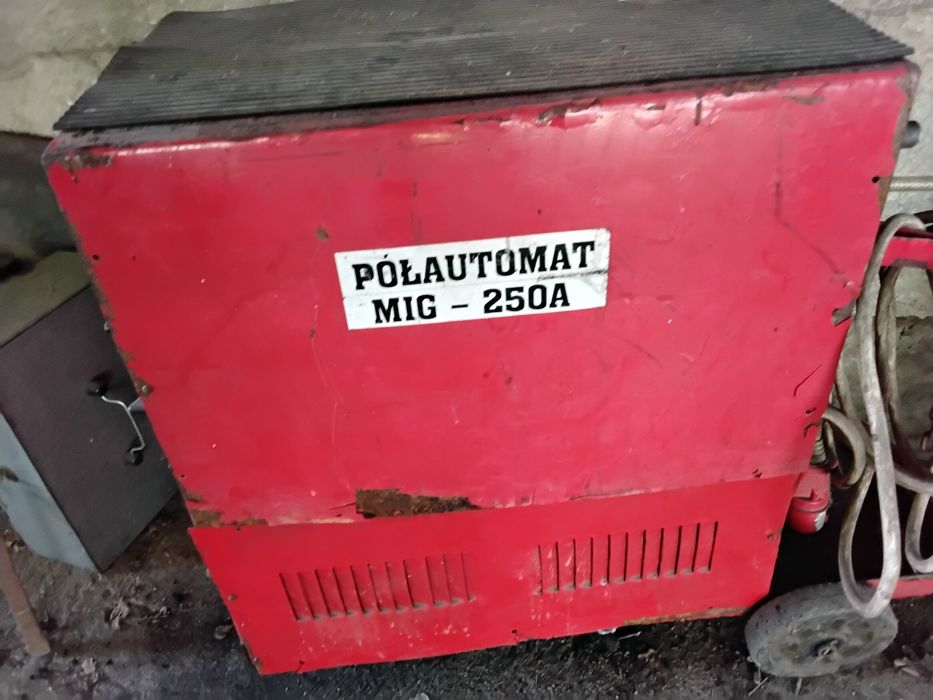 PÓŁAUTOMAT
MIG - 250A